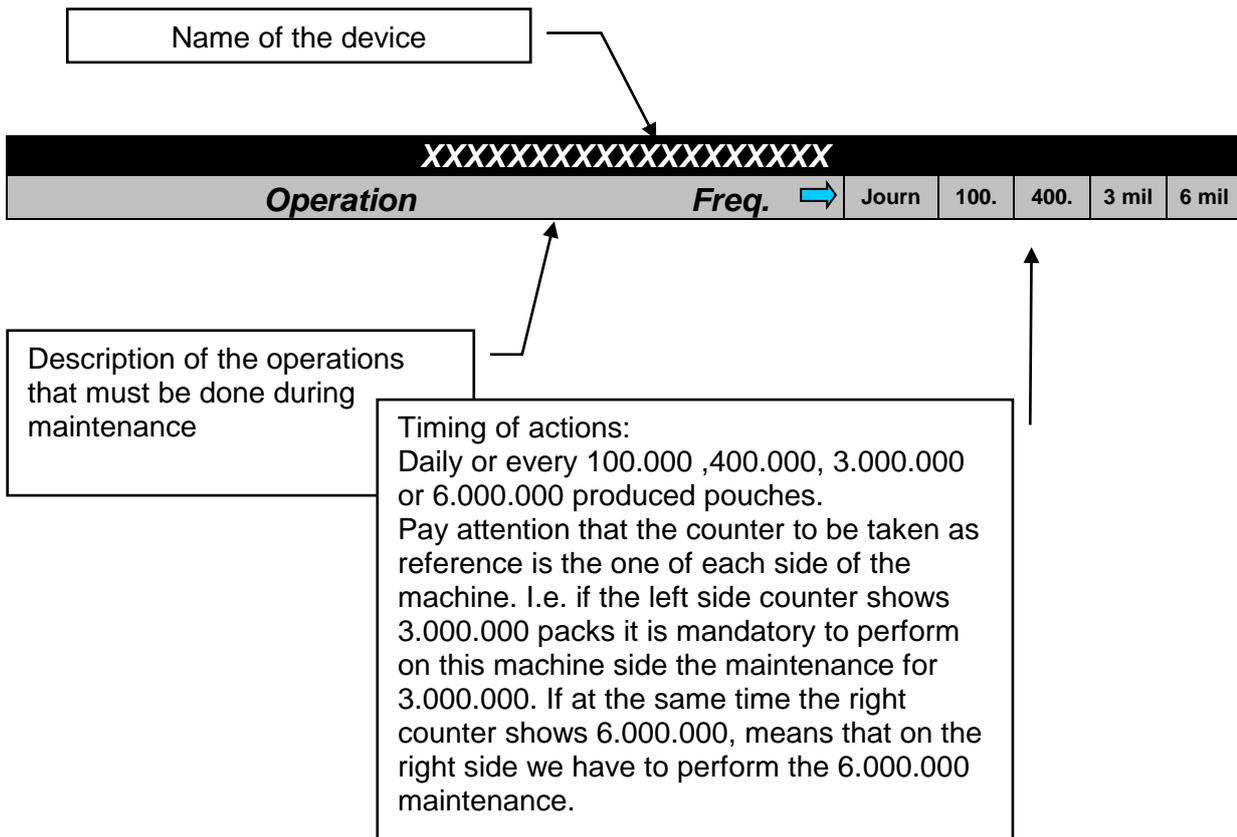 Name of the device
XXXXXXXXXXXXXXXXXXX
Operation Freq. Journ 100. 400. 3 mil 6 mil
Description of the operations
that must be done during
maintenance
Timing of actions:
Daily or every 100.000 ,400.000, 3.000.000
or 6.000.000 produced pouches.
Pay attention that the counter to be taken as
reference is the one of each side of the
machine. I.e. if the left side counter shows
3.000.000 packs it is mandatory to perform
on this machine side the maintenance for
3.000.000. If at the same time the right
counter shows 6.000.000, means that on the
right side we have to perform the 6.000.000
maintenance.